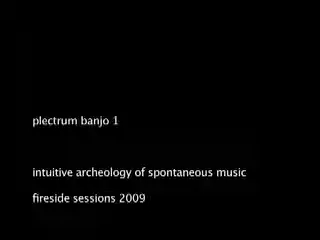 plectrum banjo 1
intuitive archeology of spontaneous music
fireside sessions 2009